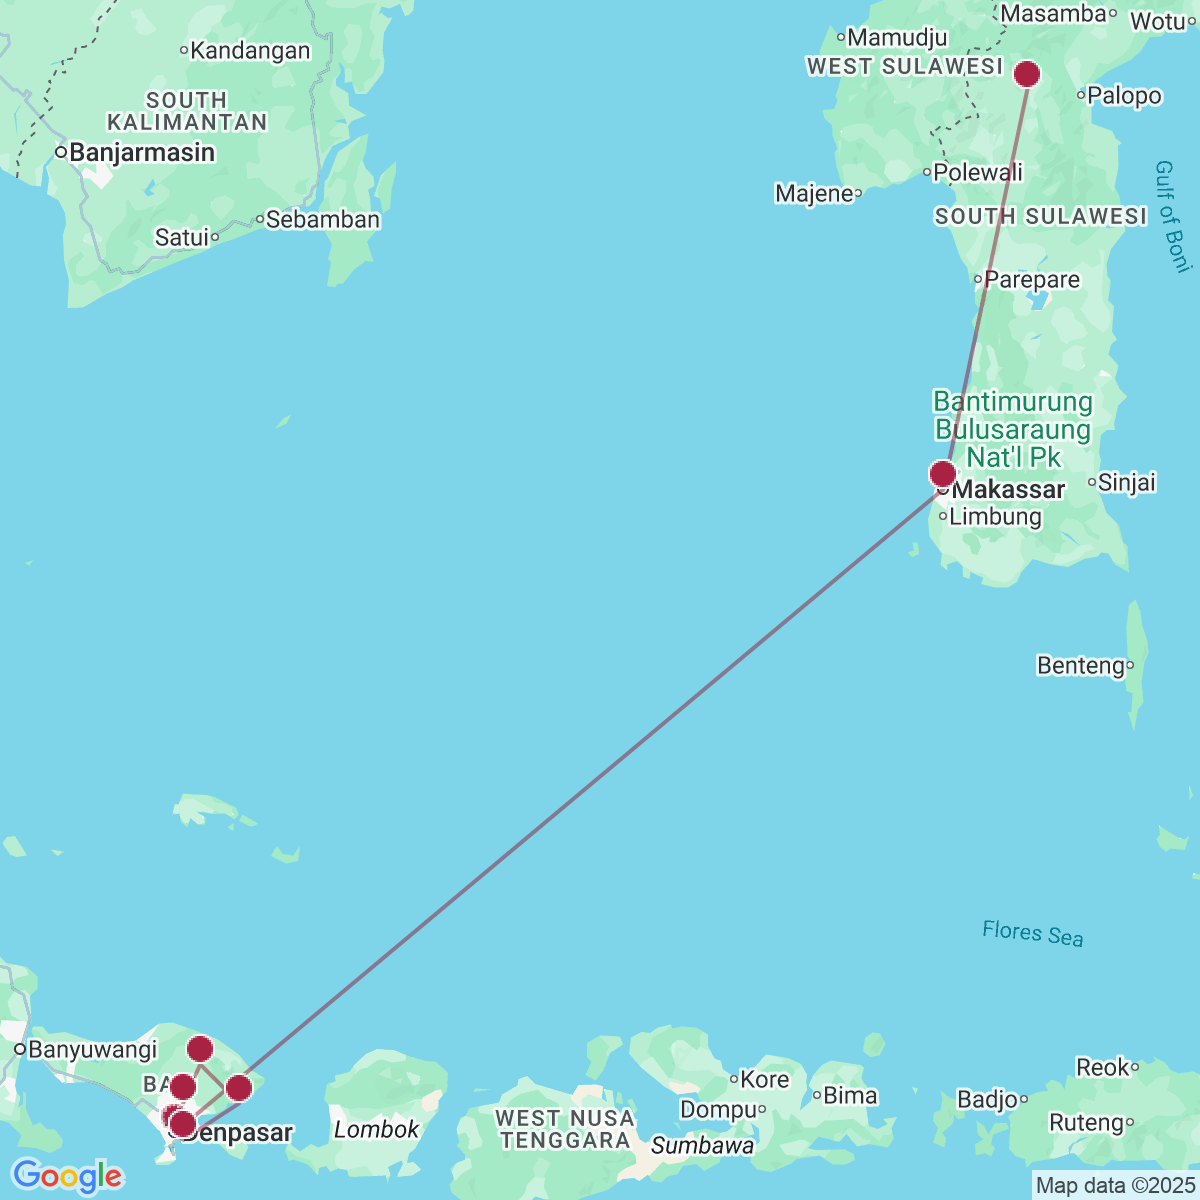 Masamba
Wotu
Mamudju
Kandangan
WEST SULAWESI
Palopo
SOUTH
KALIMANTAN
Banjarmasin
Polewali
Majene
Gulf of Boni
SOUTH SULAWESI
Sebamban
Satui
Parepare
Bantimurung
Bulusaraung
Nat'l Pk
Makassar
Sinjai
Limbung
Benteng
Flores Sea
Banyuwangi
BA
Reok
Kore
Bima
Badjo
Dompu
WEST NUSA
TENGGARA
Ruteng
Denpasar
Lombok
Sumbawa
Google
Map data ©2025